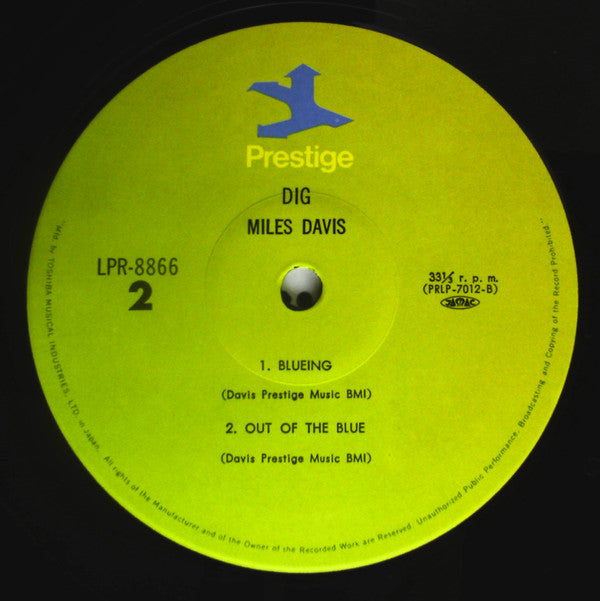 Prestige
DIG
MILES DAVIS
LPR-8866
2
33⅓ r. p. m.
(PRLP-7012-B)
JASRAC
1. BLUEING
(Davis Prestige Music BMI)
2. OUT OF THE BLUE
(Davis Prestige Music BMI)
"Mfd. by TOSHIBA MUSICAL INDUSTRIES, LTD. in JAPAN. All rights of the Manufacturer and of the Owner of the Recorded Work are Reserved. Unauthorized Public Performance, Broadcasting and Copying of the Record Prohibited."